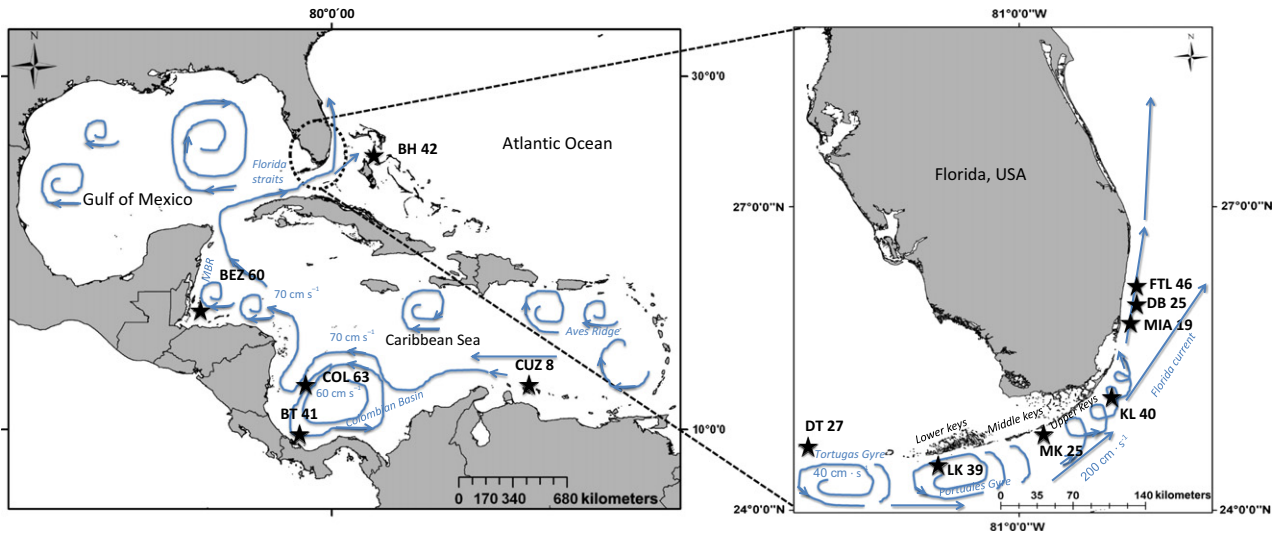 80°0′00
N
30°0′0
Atlantic Ocean
BH 42
Florida
straits
Gulf of Mexico
MBR
BEZ 60
70 cm s⁻¹
70 cm s⁻¹
Caribbean Sea
Aves Ridge
CUZ 8
COL 63
60 cm s⁻¹
Colombian Basin
BT 41
10°0′0
0 170 340 680 kilometers
81°0′0"W
N
Florida, USA
27°0′0"N
27°0′0"N
FTL 46
DB 25
MIA 19
Florida current
KL 40
Upper keys
Middle keys
Lower keys
DT 27
MK 25
Tortugas Gyre
40 cm · s⁻¹
LK 39
Portuales Gyre
200 cm · s⁻¹
0 35 70 140 kilometers
24°0′0"N
24°0′0"N
81°0′0"W